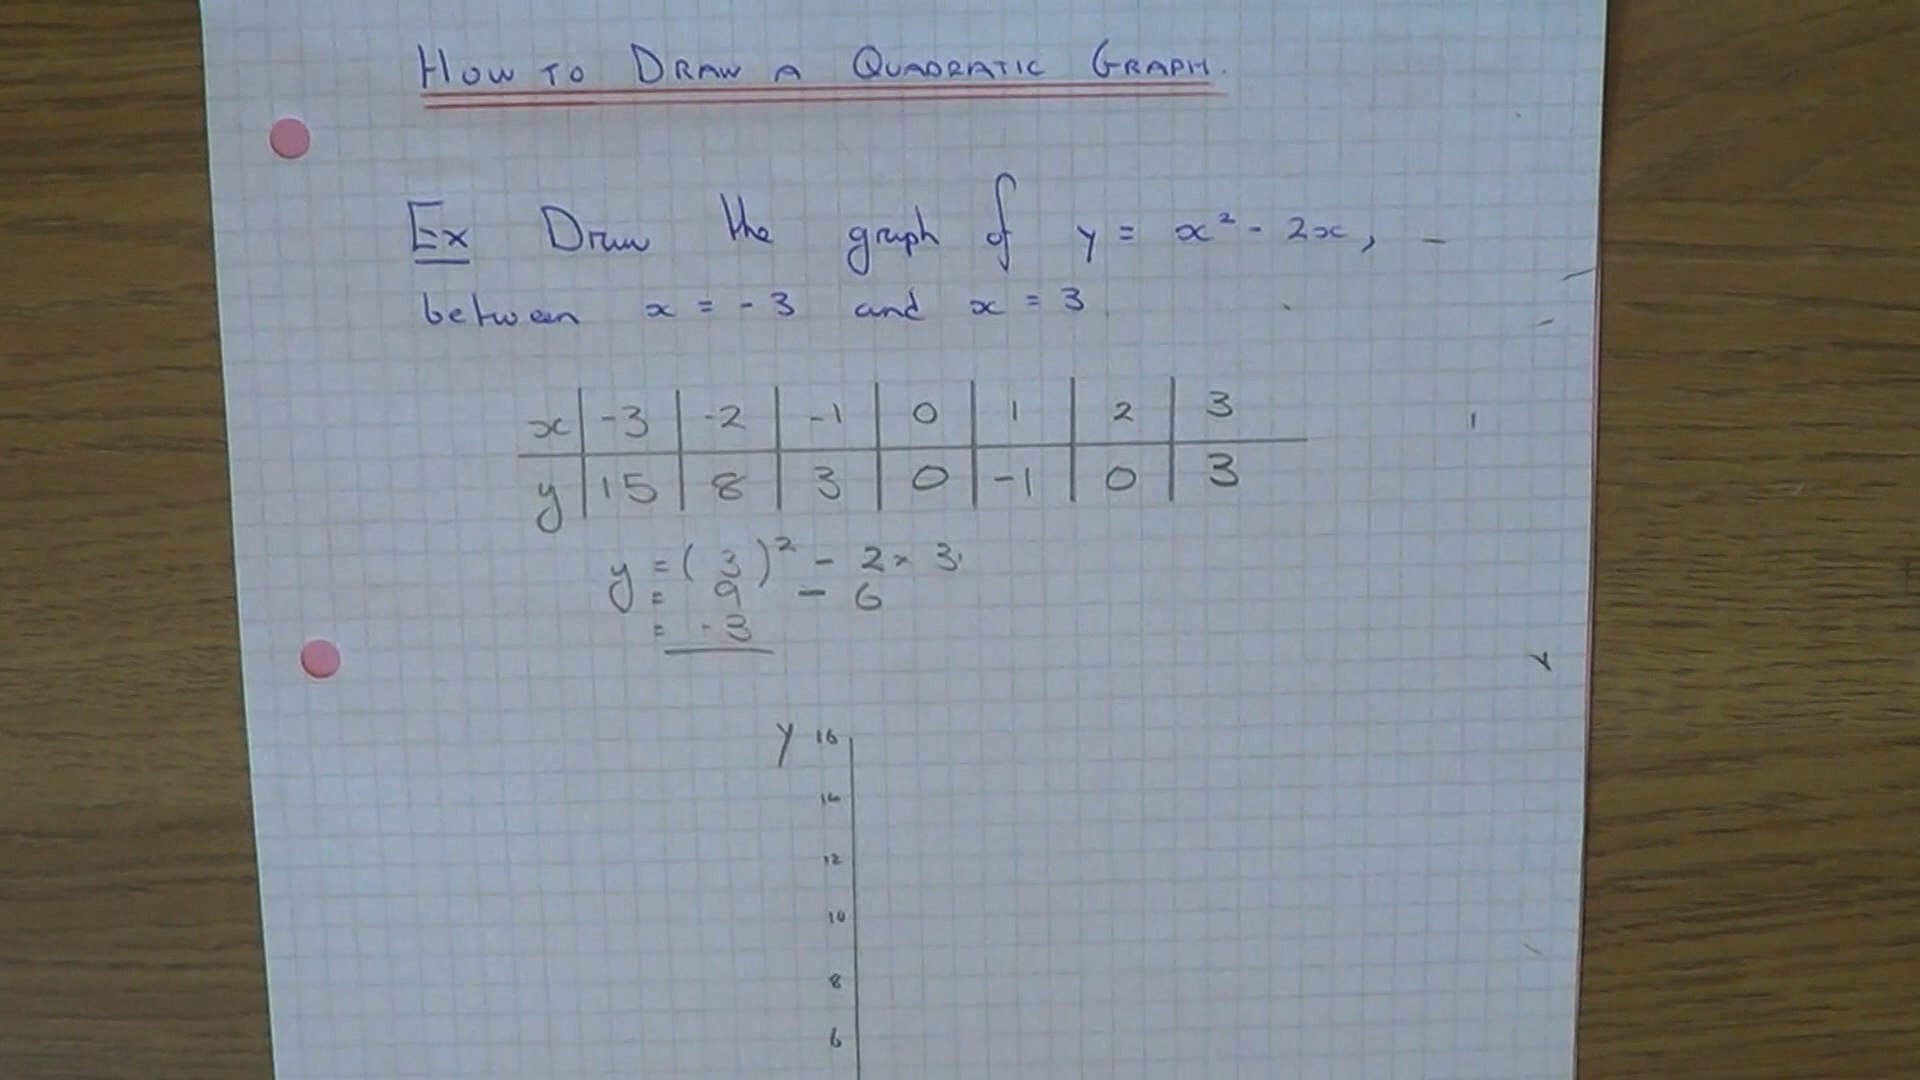 HOW TO DRAW A QUADRATIC GRAPH.
Ex Draw the graph of y = x² - 2x,
between x = -3 and x = 3
x | -3 | -2 | -1 | 0 | 1 | 2 | 3
y | 15 | 8 | 3 | 0 | -1 | 0 | 3
y = ( 3 )² - 2 × 3
= 9 - 6
= -3
y 16
14
12
10
8
6